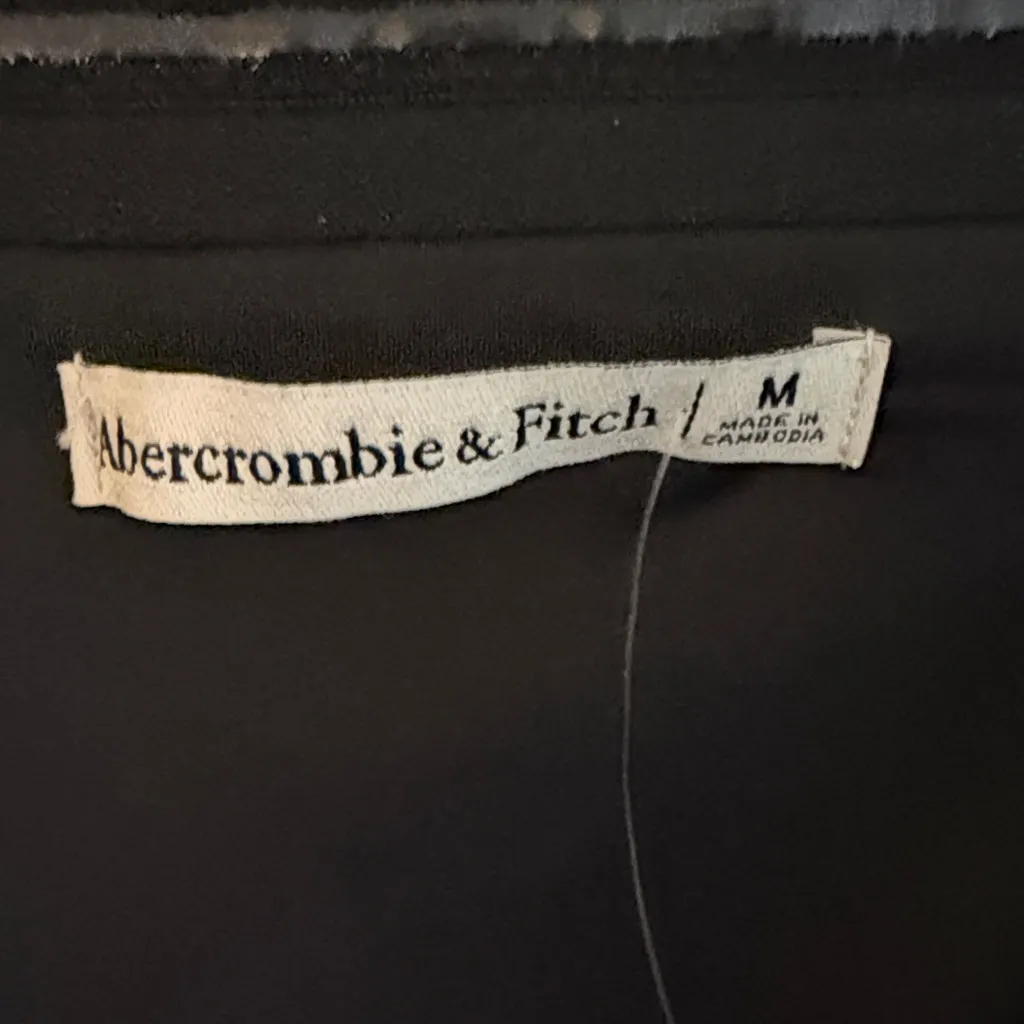 Abercrombie & Fitch / M
MADE IN
CAMBODIA